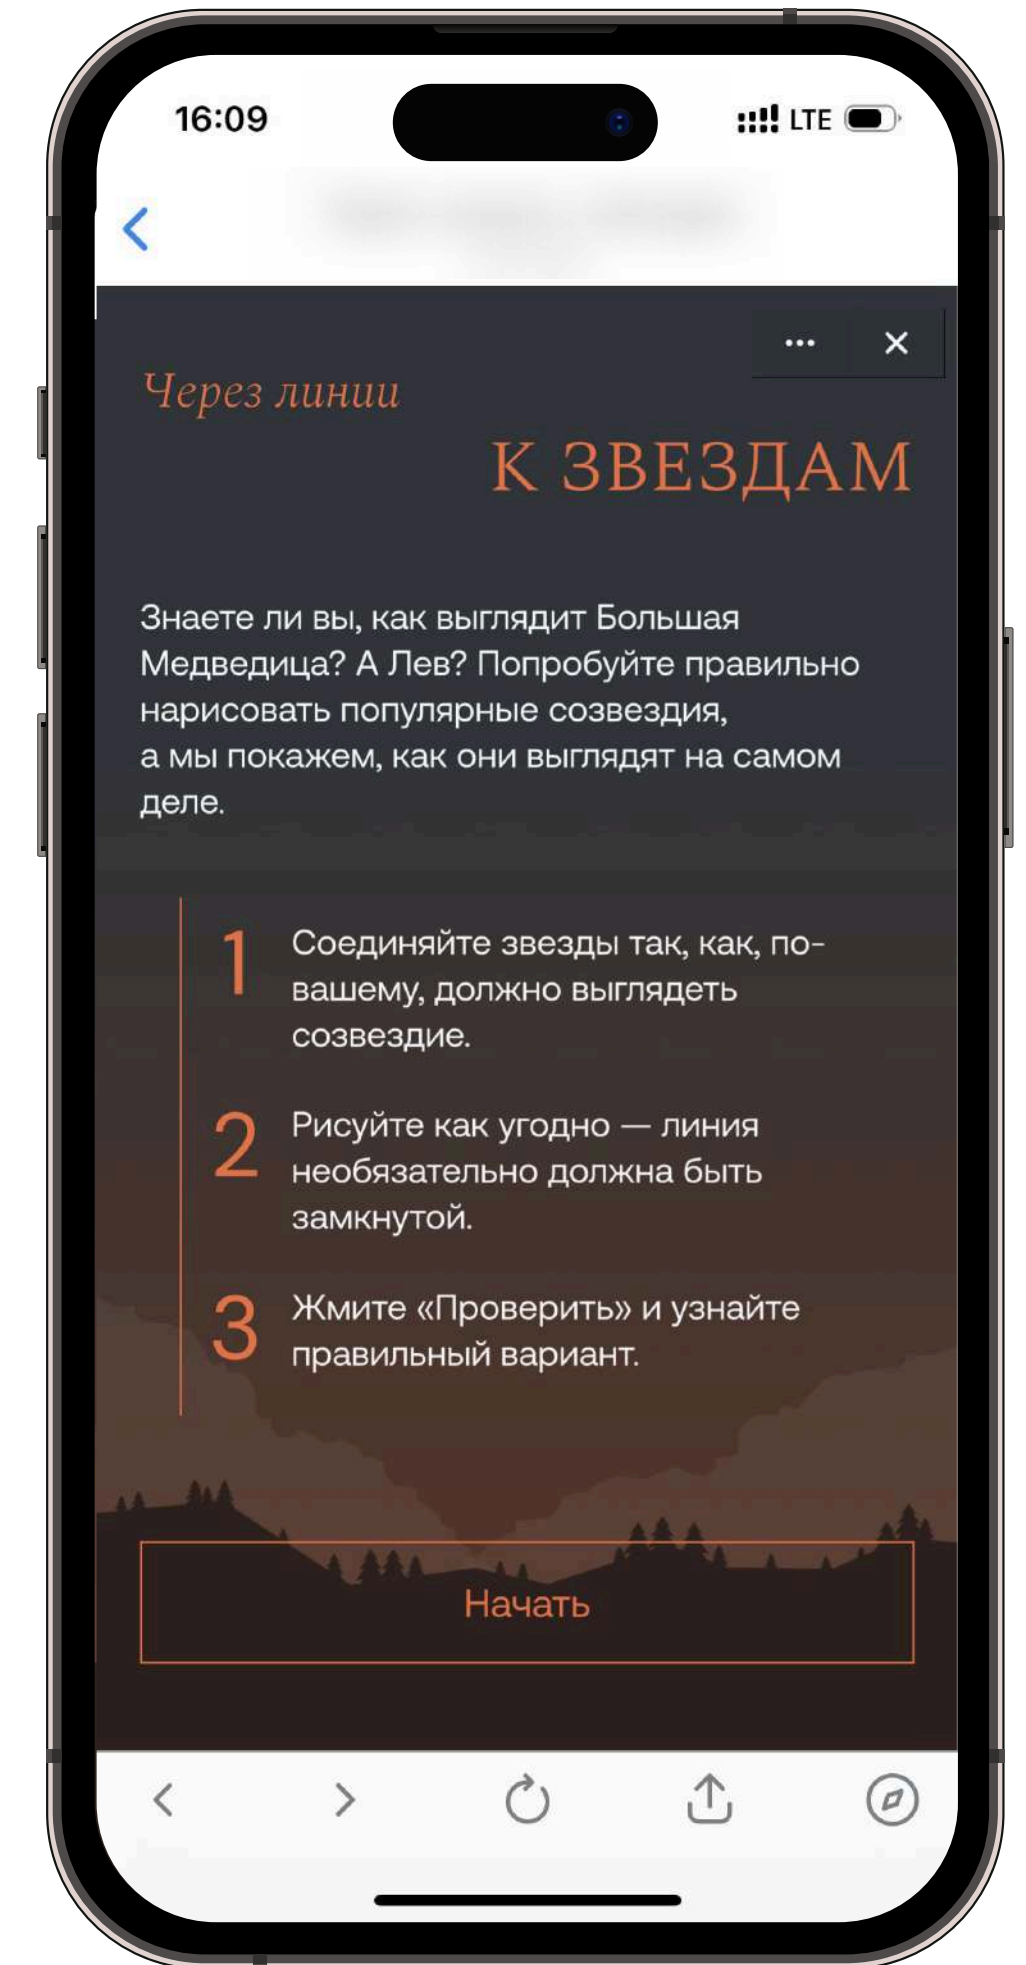 16:09
LTE
Через линии
К ЗВЕЗДАМ
Знаете ли вы, как выглядит Большая
Медведица? А Лев? Попробуйте правильно
нарисовать популярные созвездия,
а мы покажем, как они выглядят на самом
деле.
1
Соединяйте звезды так, как, по-
вашему, должно выглядеть
созвездие.
2
Рисуйте как угодно — линия
необязательно должна быть
замкнутой.
3
Жмите «Проверить» и узнайте
правильный вариант.
Начать